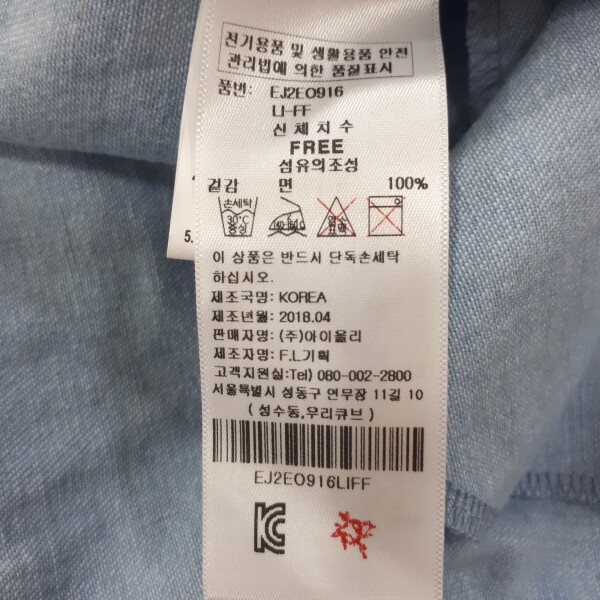 전기용품 및 생활용품 안전
관리법에 의한 품질표시
품번: EJ2E0916
LI-FF
신체치수
FREE
섬유의조성
겉감 면 100%
손세탁 30°C 중성
이 상품은 반드시 단독손세탁
하십시오.
제조국명: KOREA
제조년월: 2018.04
판매자명: (주)아이올리
제조자명: F.L기획
고객지원실:Tel) 080-002-2800
서울특별시 성동구 연무장 11길 10
( 성수동,우리큐브 )
EJ2E0916LIFF
KC
5.